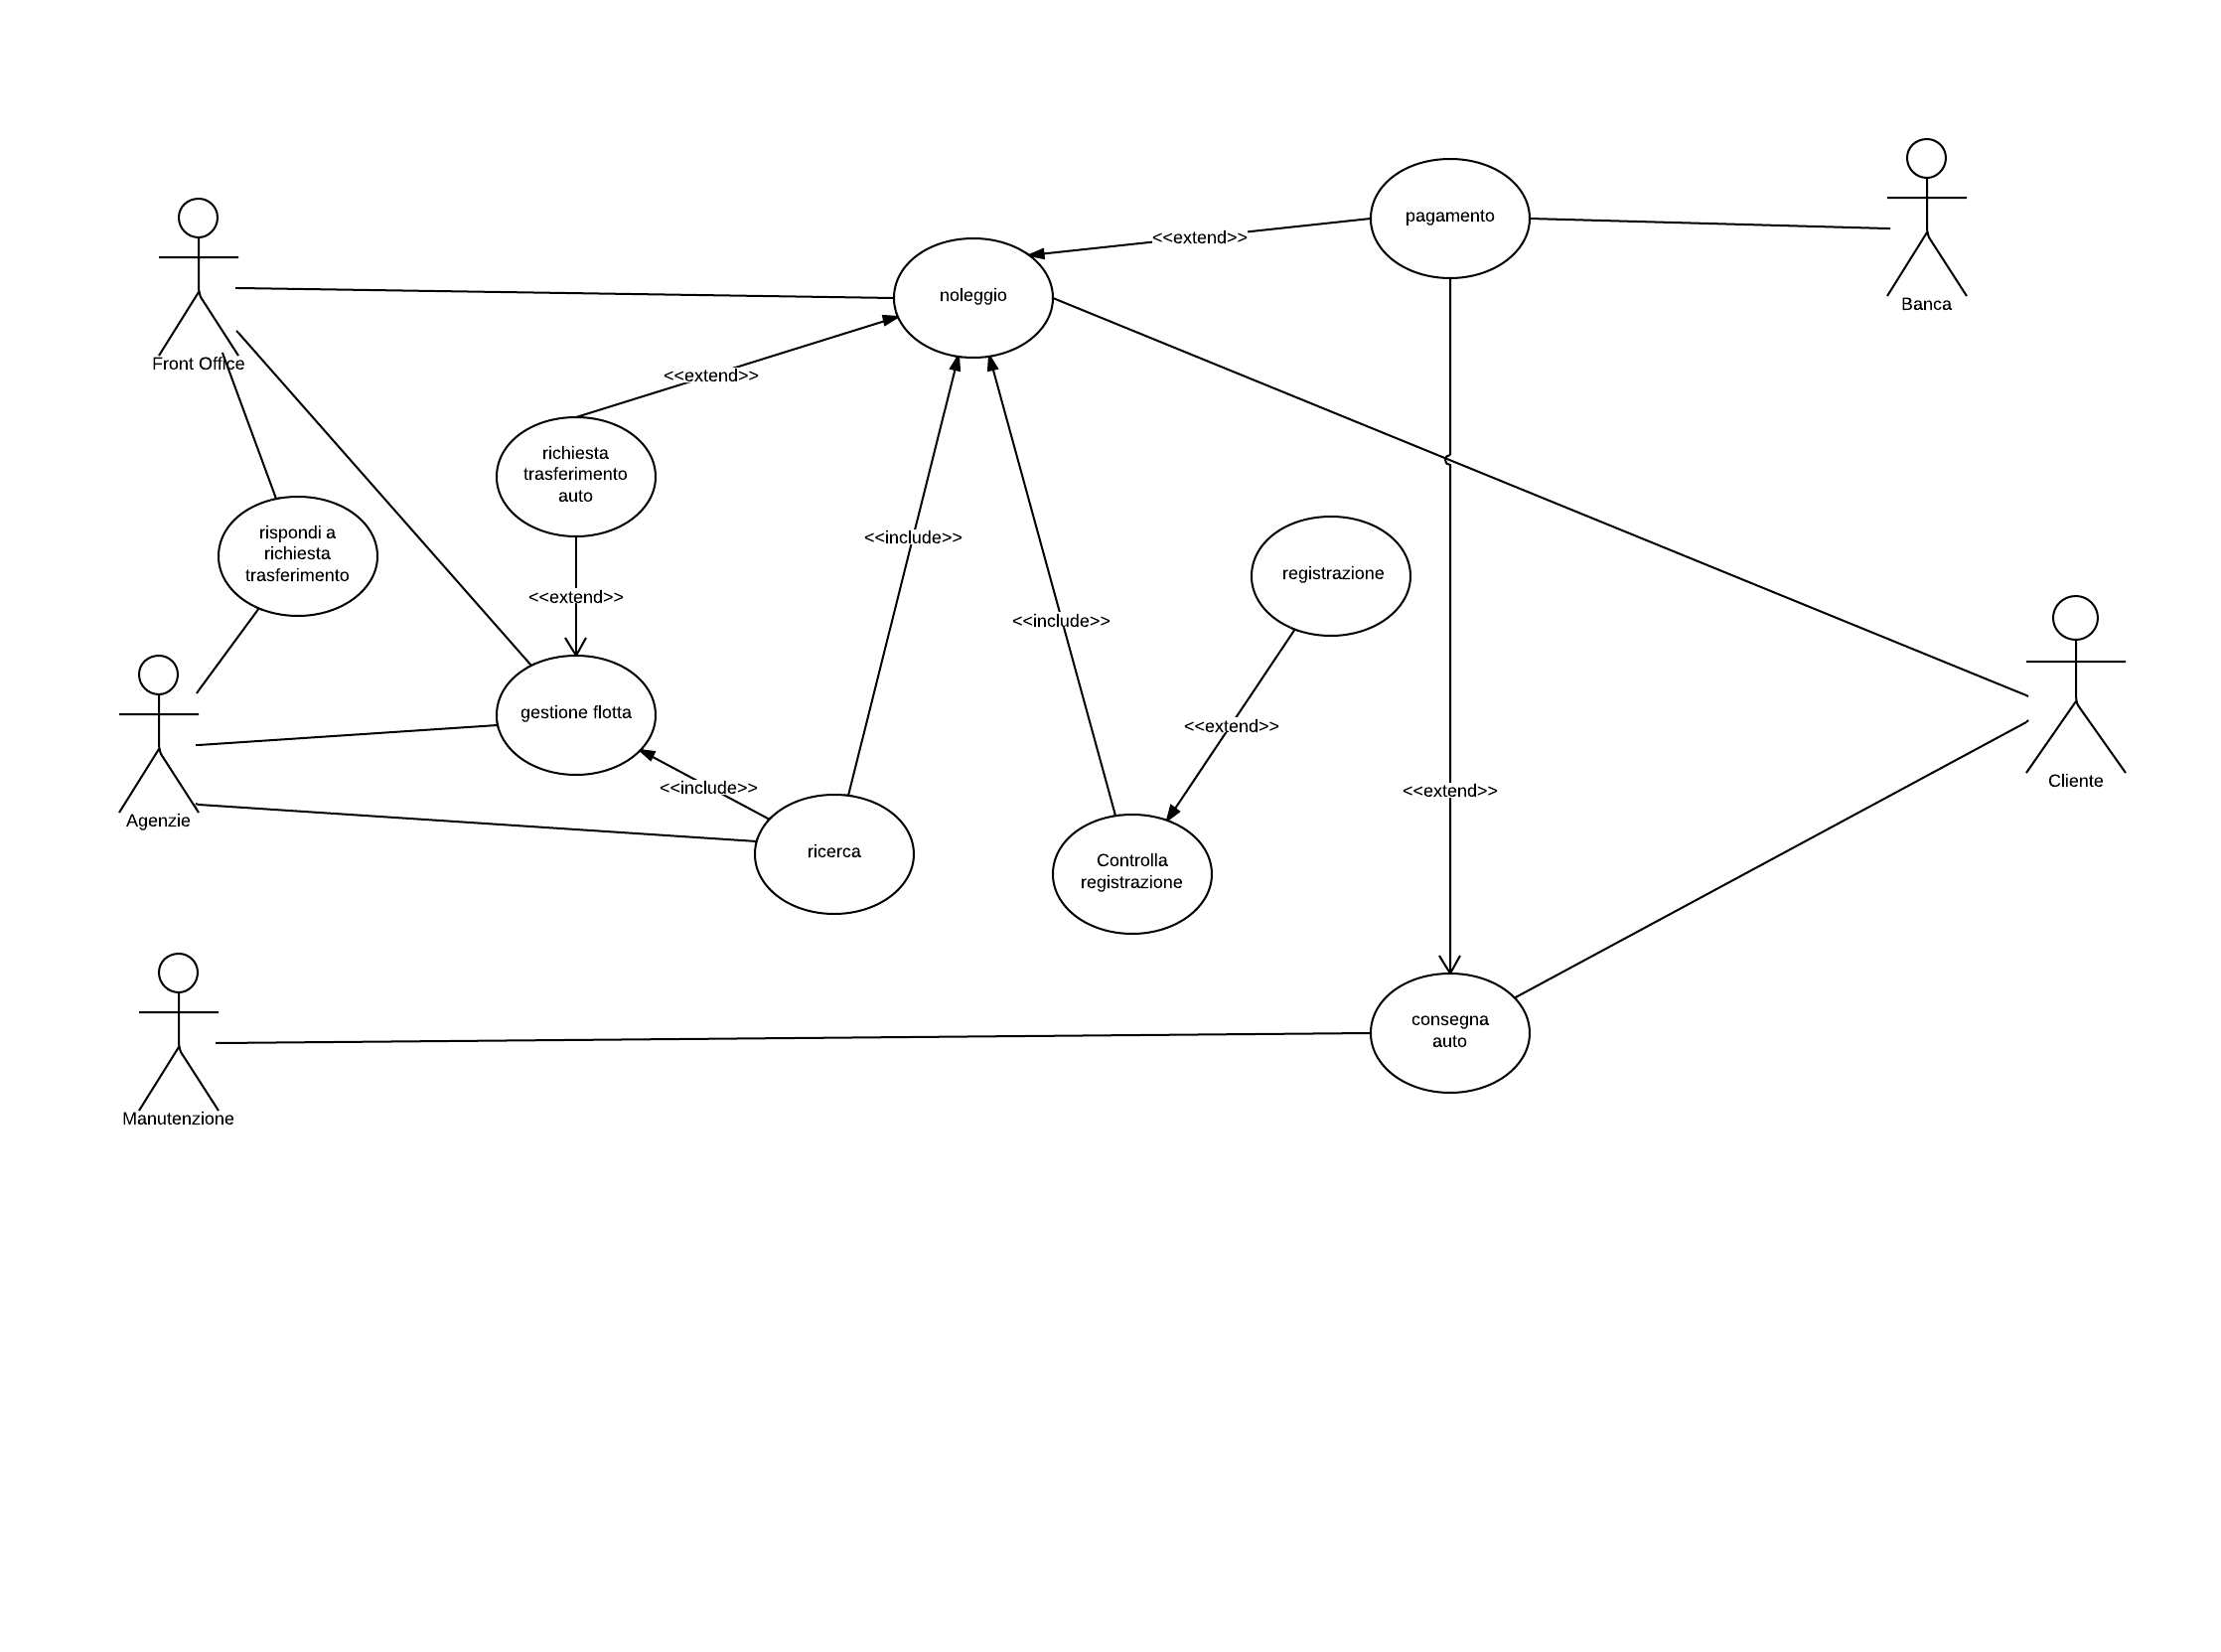 pagamento
<<extend>>
noleggio
Banca
Front Office
<<extend>>
richiesta
trasferimento
auto
rispondi a
richiesta
trasferimento
<<include>>
registrazione
<<extend>>
<<include>>
gestione flotta
<<extend>>
<<include>>
<<extend>>
Cliente
Agenzie
ricerca
Controlla
registrazione
consegna
auto
Manutenzione